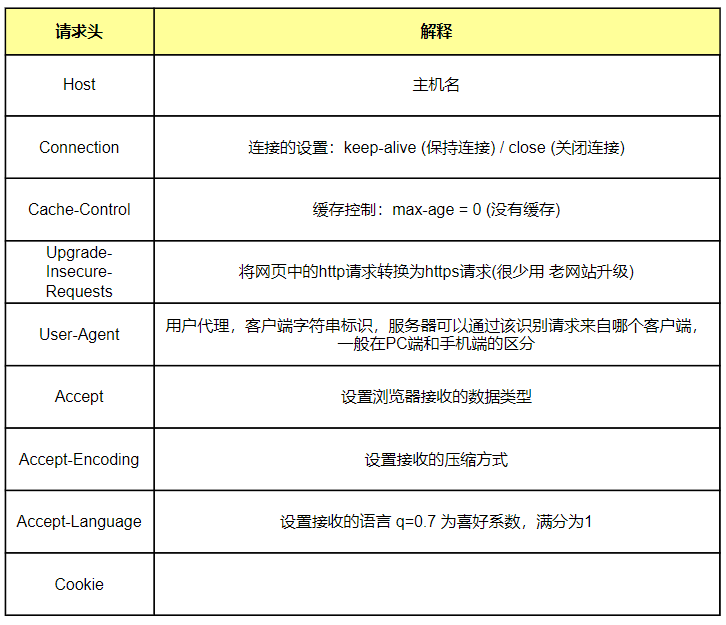 请求头
解释
Host
主机名
Connection
连接的设置：keep-alive (保持连接) / close (关闭连接)
Cache-Control
缓存控制：max-age = 0 (没有缓存)
Upgrade-
Insecure-
Requests
将网页中的http请求转换为https请求(很少用 老网站升级)
User-Agent
用户代理，客户端字符串标识，服务器可以通过该识别请求来自哪个客户端，
一般在PC端和手机端的区分
Accept
设置浏览器接收的数据类型
Accept-Encoding
设置接收的压缩方式
Accept-Language
设置接收的语言 q=0.7 为喜好系数，满分为1
Cookie